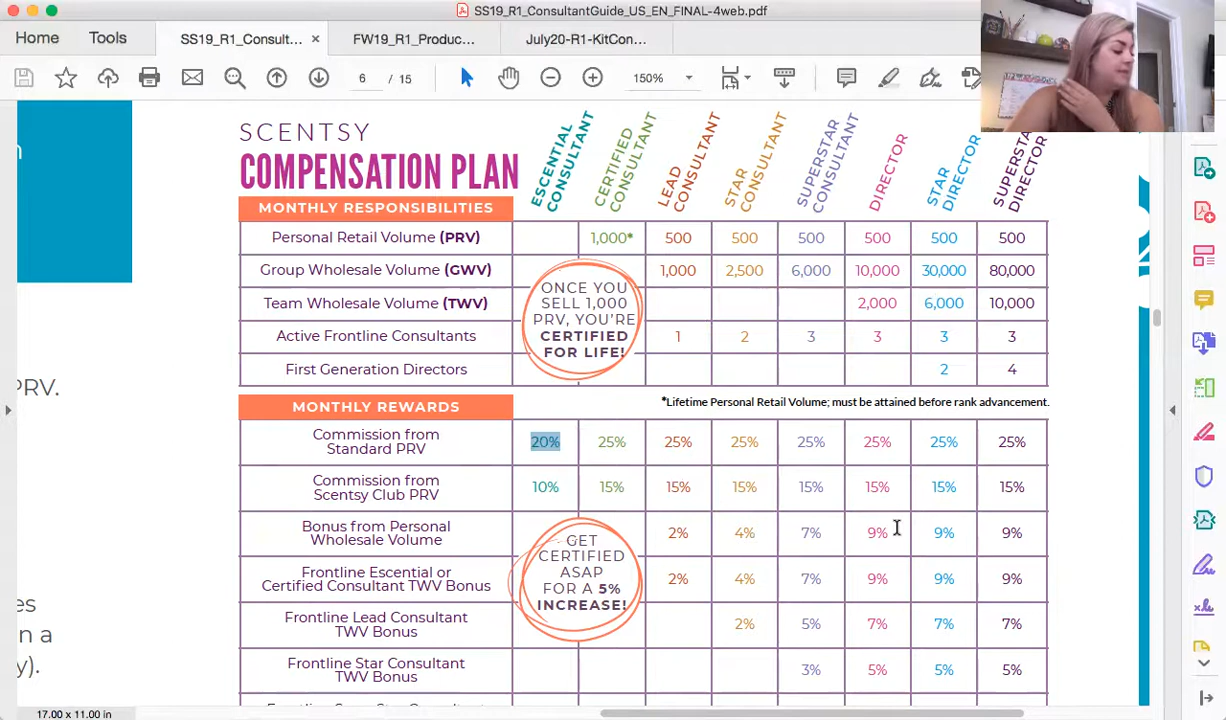 SS19_R1_ConsultantGuide_US_EN_FINAL-4web.pdf
Home Tools SS19_R1_Consult... × FW19_R1_Produc... July20-R1-KitCon...
6 / 15 150%
SCENTSY
COMPENSATION PLAN
ESCENTIAL CONSULTANT
CERTIFIED CONSULTANT
LEAD CONSULTANT
STAR CONSULTANT
SUPERSTAR CONSULTANT
DIRECTOR
STAR DIRECTOR
SUPERSTAR DIRECTOR
MONTHLY RESPONSIBILITIES
Personal Retail Volume (PRV) 1,000* 500 500 500 500 500 500
Group Wholesale Volume (GWV) 1,000 2,500 6,000 10,000 30,000 80,000
Team Wholesale Volume (TWV) 2,000 6,000 10,000
Active Frontline Consultants 1 2 3 3 3 3
First Generation Directors 2 4
ONCE YOU
SELL 1,000
PRV, YOU'RE
CERTIFIED
FOR LIFE!
PRV.
MONTHLY REWARDS
*Lifetime Personal Retail Volume; must be attained before rank advancement.
Commission from
Standard PRV 20% 25% 25% 25% 25% 25% 25% 25%
Commission from
Scentsy Club PRV 10% 15% 15% 15% 15% 15% 15% 15%
Bonus from Personal
Wholesale Volume 2% 4% 7% 9% 9% 9%
Frontline Escential or
Certified Consultant TWV Bonus 2% 4% 7% 9% 9% 9%
Frontline Lead Consultant
TWV Bonus 2% 5% 7% 7% 7%
Frontline Star Consultant
TWV Bonus 3% 5% 5% 5%
GET
CERTIFIED
ASAP
FOR A 5%
INCREASE!
es
n a
y).
17.00 x 11.00 in